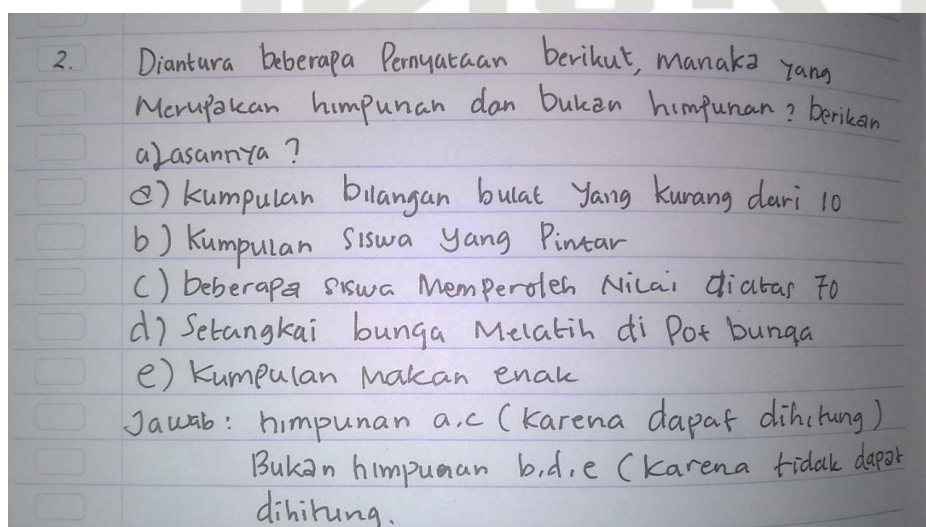 2. Diantara beberapa Pernyataan berikut, manaka yang
Merupakan himpunan dan bukan himpunan? berikan
alasannya?
a) Kumpulan bilangan bulat yang kurang dari 10
b) Kumpulan siswa yang Pintar
c) beberapa siswa Memperoleh Nilai diatas 70
d) Setangkai bunga Melatih di Pot bunga
e) Kumpulan Makan enak
Jawab: himpunan a.c (Karena dapat dihitung)
Bukan himpunan b.d.e (Karena tidak dapat
dihitung.